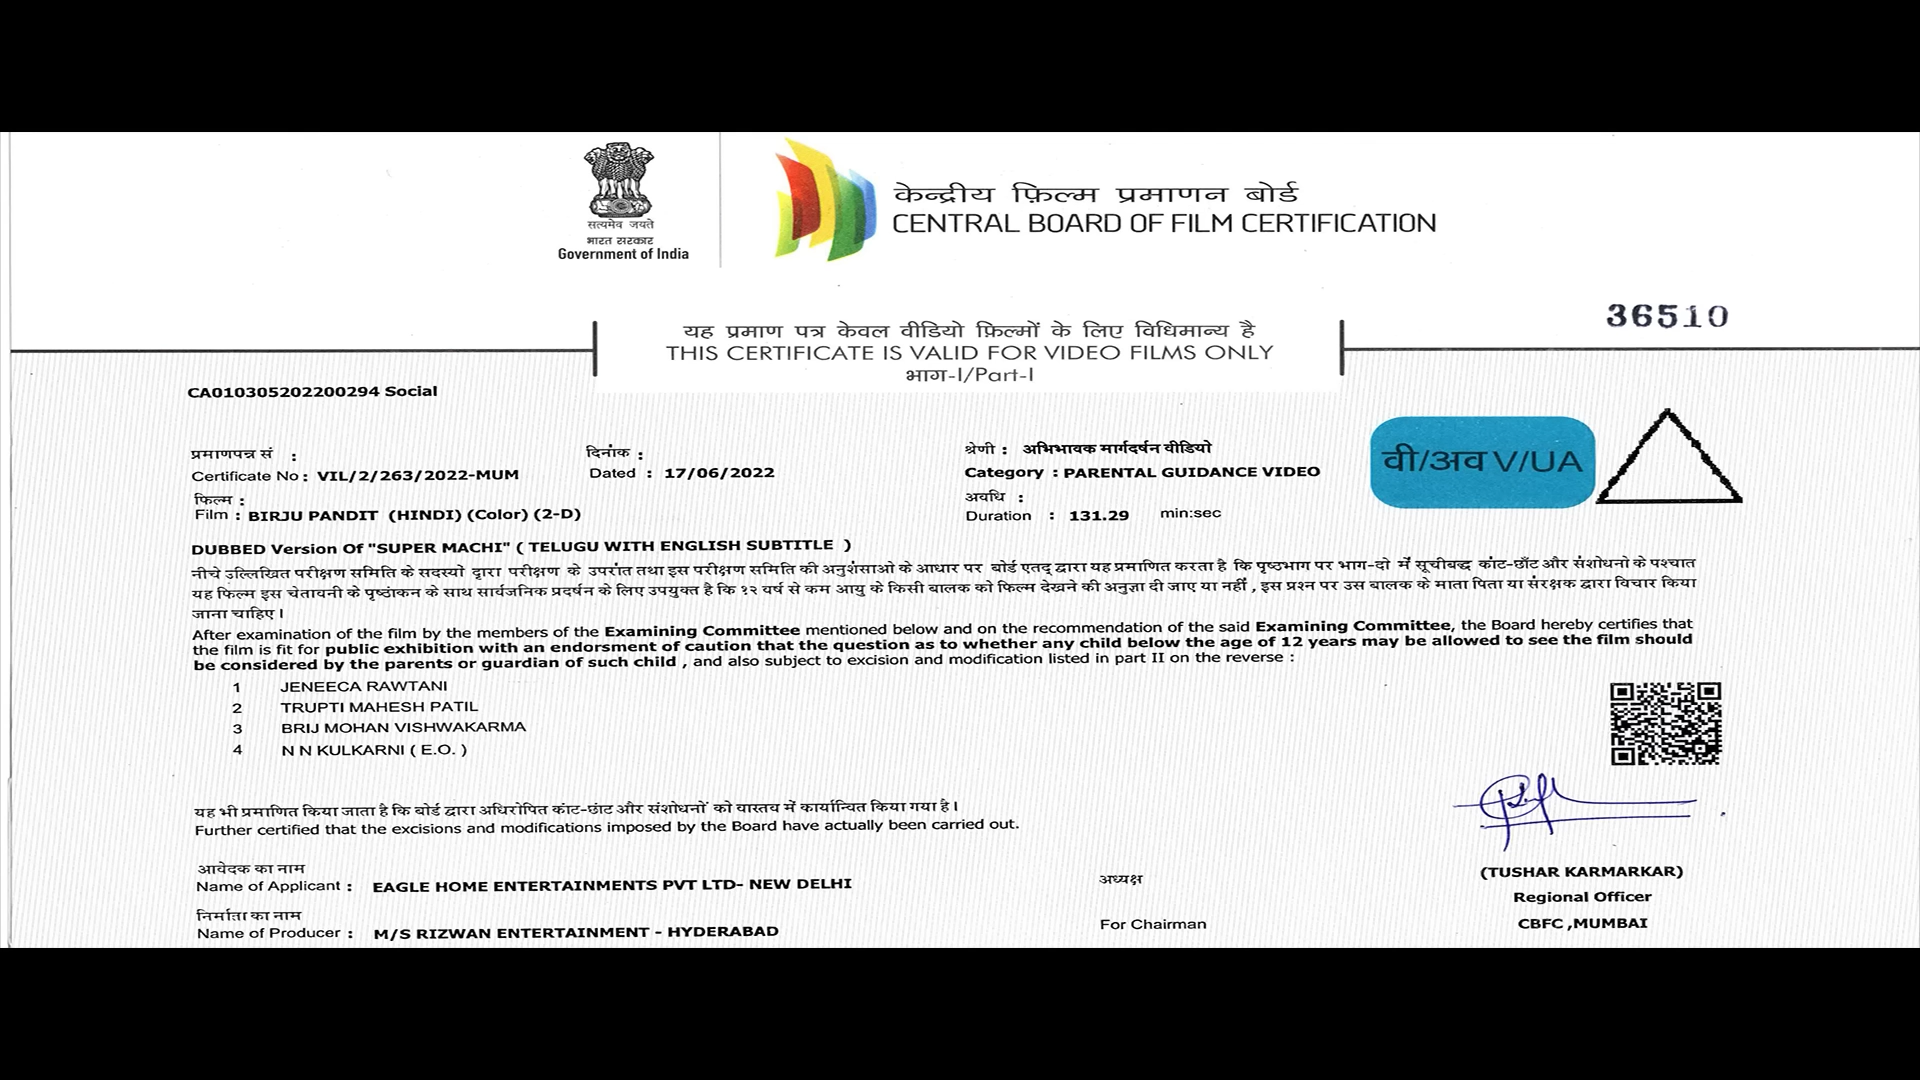 सत्यमेव जयते
भारत सरकार
Government of India
केन्द्रीय फ़िल्म प्रमाणन बोर्ड
CENTRAL BOARD OF FILM CERTIFICATION
36510
यह प्रमाण पत्र केवल वीडियो फ़िल्मों के लिए विधिमान्य है
THIS CERTIFICATE IS VALID FOR VIDEO FILMS ONLY
भाग-I/Part-I
CA010305202200294 Social
प्रमाणपत्र सं :
Certificate No : VIL/2/263/2022-MUM
दिनांक :
Dated : 17/06/2022
श्रेणी : अभिभावक मार्गदर्षन वीडियो
Category : PARENTAL GUIDANCE VIDEO
वी/अव V/UA
फिल्म :
Film : BIRJU PANDIT (HINDI) (Color) (2-D)
अवधि :
Duration : 131.29 min:sec
DUBBED Version Of "SUPER MACHI" ( TELUGU WITH ENGLISH SUBTITLE )
नीचे उल्लिखित परीक्षण समिति के सदस्यों द्वारा परीक्षण के उपरांत तथा इस परीक्षण समिति की अनुशंसाओ के आधार पर बोर्ड एतद् द्वारा यह प्रमाणित करता है कि पृष्ठभाग पर भाग-दो में सूचीबद्ध कांट-छाँट और संशोधनों के पश्चात
यह फिल्म इस चेतावनी के पृष्ठांकन के साथ सार्वजनिक प्रदर्षन के लिए उपयुक्त है कि १२ वर्ष से कम आयु के किसी बालक को फिल्म देखने की अनुज्ञा दी जाए या नहीं , इस प्रश्न पर उस बालक के माता पिता या संरक्षक द्वारा विचार किया
जाना चाहिए ।
After examination of the film by the members of the Examining Committee mentioned below and on the recommendation of the said Examining Committee, the Board hereby certifies that
the film is fit for public exhibition with an endorsment of caution that the question as to whether any child below the age of 12 years may be allowed to see the film should
be considered by the parents or guardian of such child , and also subject to excision and modification listed in part II on the reverse :
1 JENEECA RAWTANI
2 TRUPTI MAHESH PATIL
3 BRIJ MOHAN VISHWAKARMA
4 N N KULKARNI ( E.O. )
यह भी प्रमाणित किया जाता है कि बोर्ड द्वारा अधिरोपित कांट-छांट और संशोधनों को वास्तव में कार्यान्वित किया गया है ।
Further certified that the excisions and modifications imposed by the Board have actually been carried out.
आवेदक का नाम
Name of Applicant : EAGLE HOME ENTERTAINMENTS PVT LTD- NEW DELHI
निर्माता का नाम
Name of Producer : M/S RIZWAN ENTERTAINMENT - HYDERABAD
अध्यक्ष
For Chairman
(TUSHAR KARMARKAR)
Regional Officer
CBFC ,MUMBAI